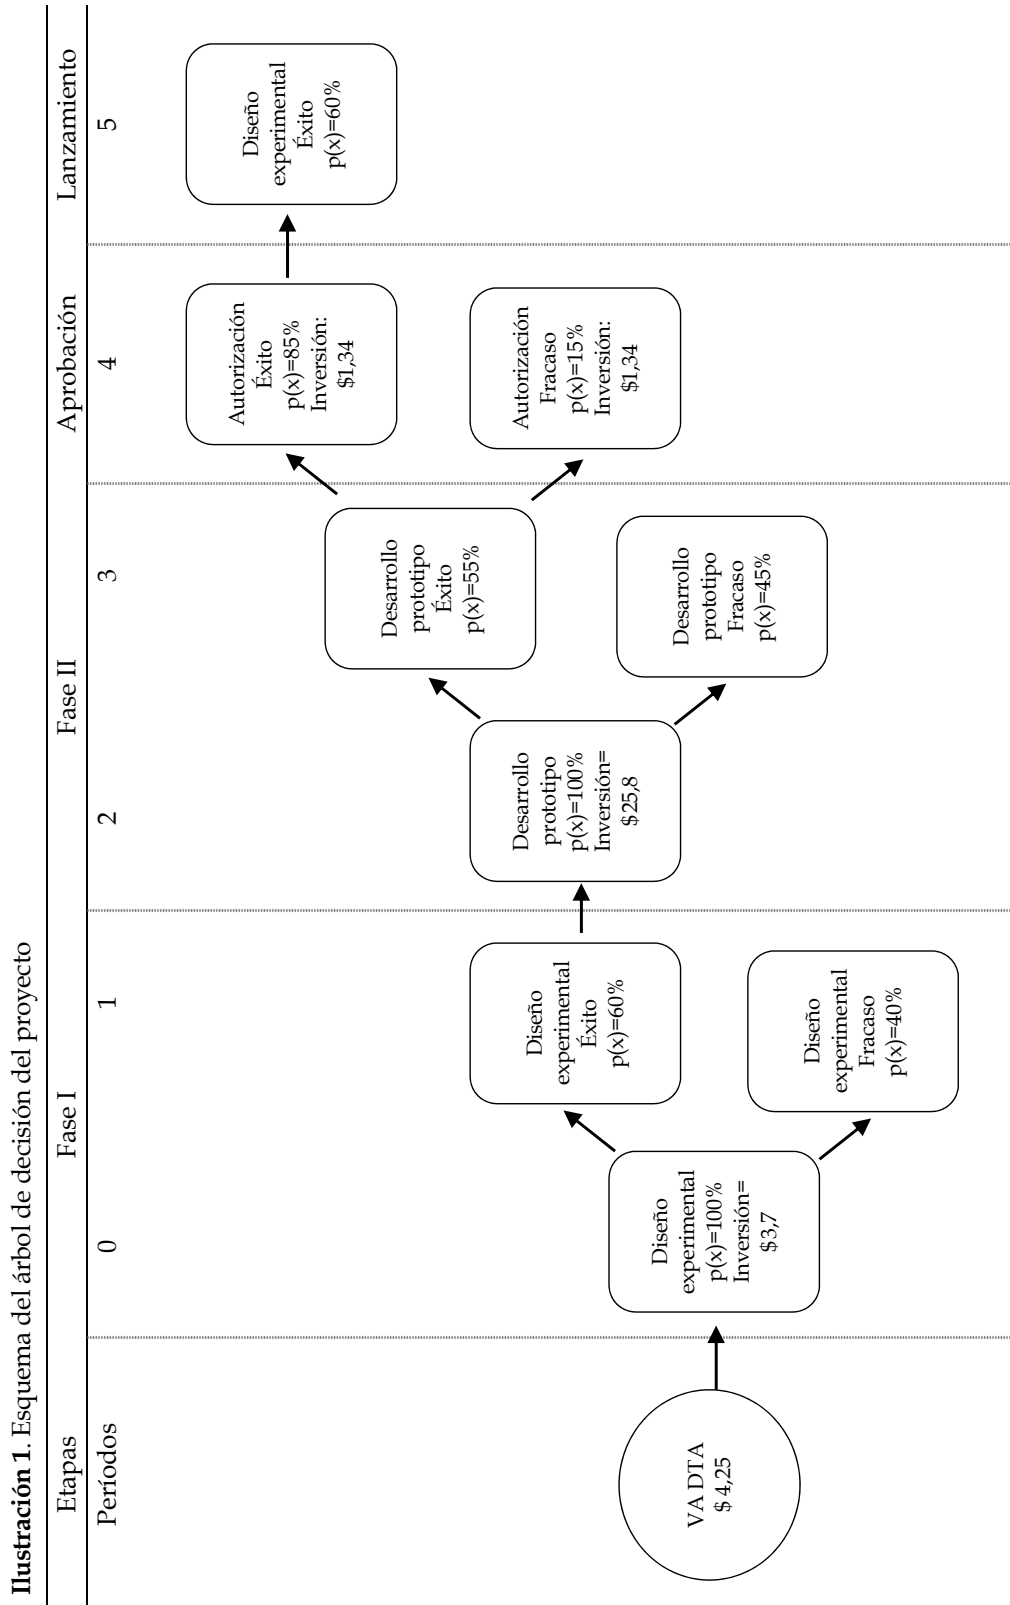 Ilustración 1. Esquema del árbol de decisión del proyecto
Etapas Fase I Fase II Aprobación Lanzamiento
Períodos 0 1 2 3 4 5
VA DTA
$ 4,25
Diseño
experimental
p(x)=100%
Inversión=
$3,7
Diseño
experimental
Éxito
p(x)=60%
Diseño
experimental
Fracaso
p(x)=40%
Desarrollo
prototipo
p(x)=100%
Inversión=
$25,8
Desarrollo
prototipo
Éxito
p(x)=55%
Desarrollo
prototipo
Fracaso
p(x)=45%
Autorización
Éxito
p(x)=85%
Inversión:
$1,34
Autorización
Fracaso
p(x)=15%
Inversión:
$1,34
Diseño
experimental
Éxito
p(x)=60%